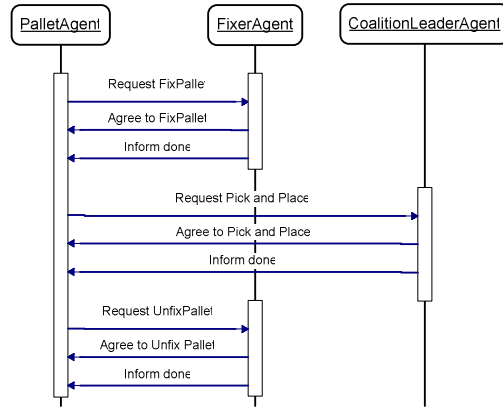 PalletAgent
FixerAgent
CoalitionLeaderAgent
Request FixPallet
Agree to FixPallet
Inform done
Request Pick and Place
Agree to Pick and Place
Inform done
Request UnfixPallet
Agree to Unfix Pallet
Inform done